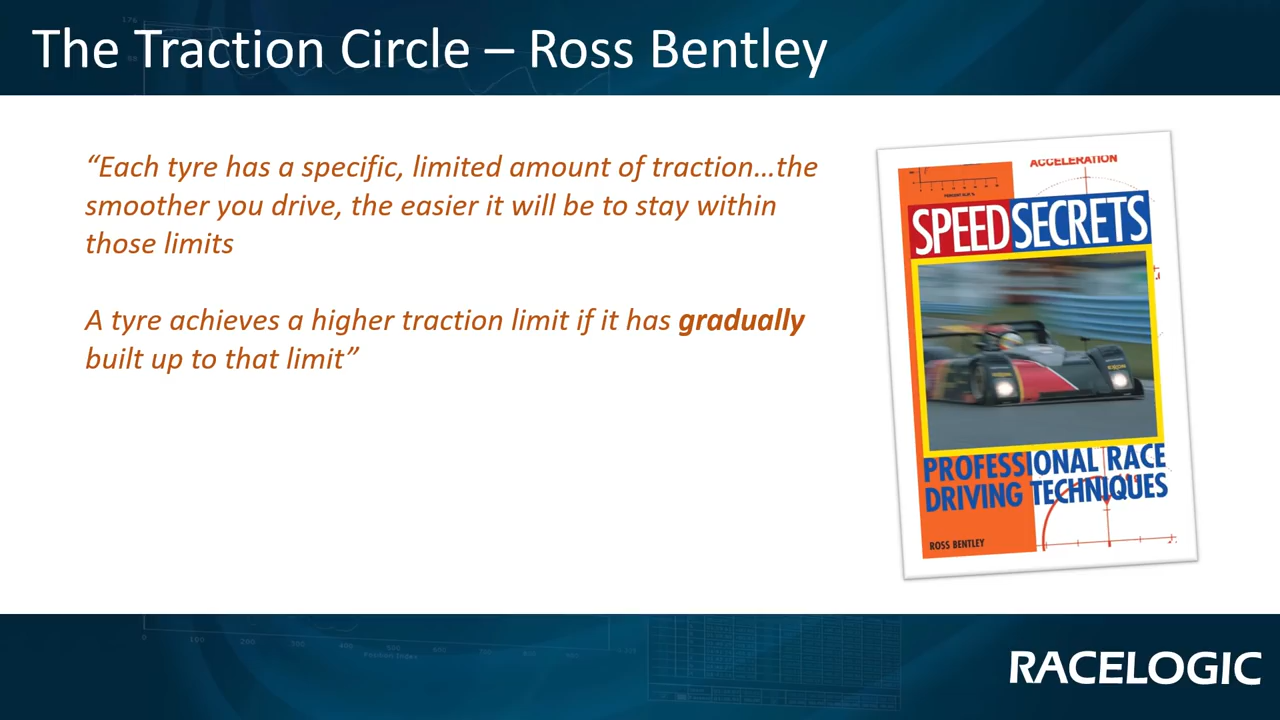 The Traction Circle – Ross Bentley
“Each tyre has a specific, limited amount of traction…the
smoother you drive, the easier it will be to stay within
those limits
A tyre achieves a higher traction limit if it has gradually
built up to that limit”
ACCELERATION
SPEED SECRETS
PROFESSIONAL RACE
DRIVING TECHNIQUES
ROSS BENTLEY
RACELOGIC